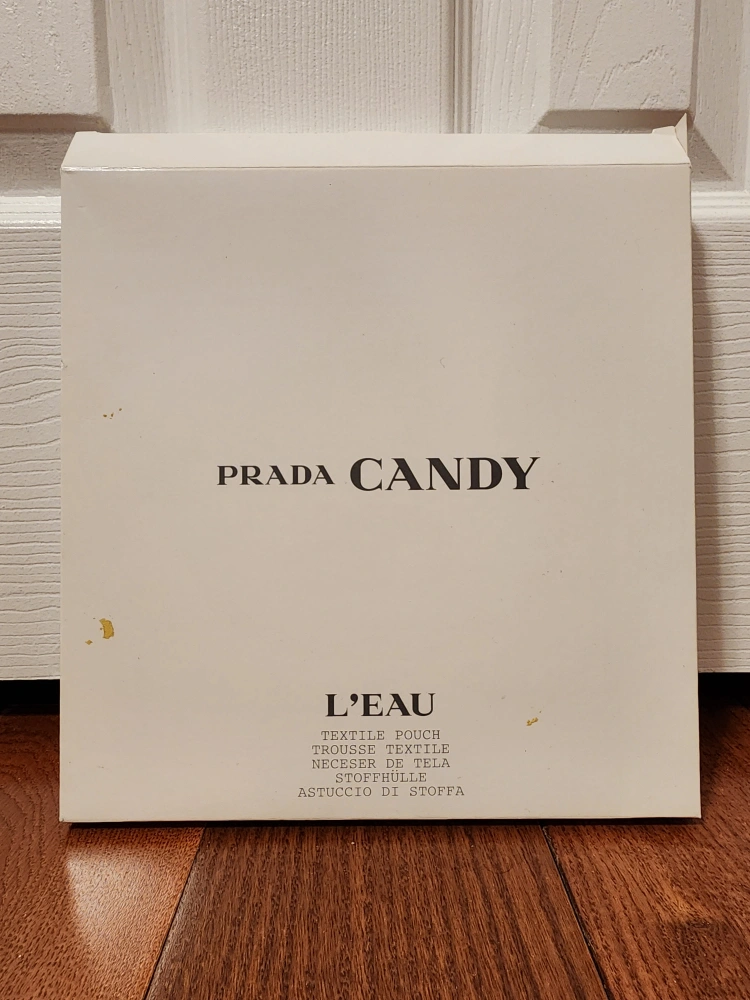 PRADA CANDY
L'EAU
TEXTILE POUCH
TROUSSE TEXTILE
NECESER DE TELA
STOFFHÜLLE
ASTUCCIO DI STOFFA